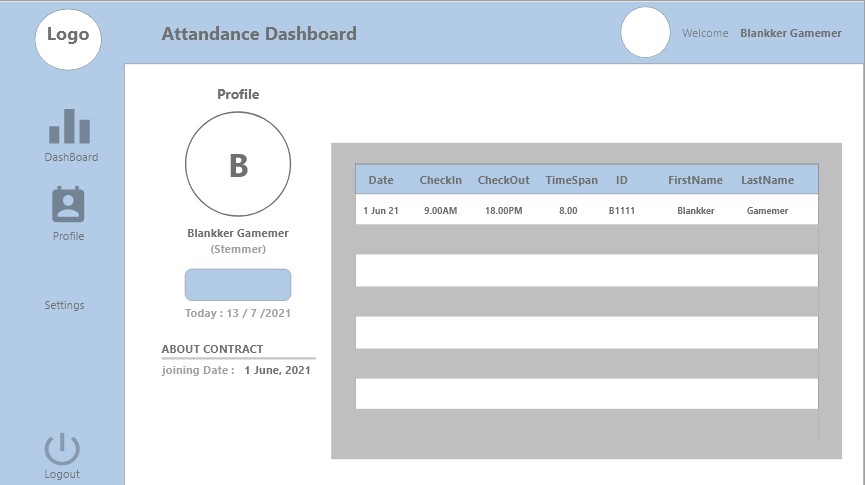 Logo
Attandance Dashboard
Welcome Blankker Gamemer
DashBoard
Profile
Settings
Logout
Profile
B
Blankker Gamemer
(Stemmer)
Today : 13 / 7 /2021
ABOUT CONTRACT
joining Date : 1 June, 2021
Date CheckIn CheckOut TimeSpan ID FirstName LastName
1 Jun 21 9.00AM 18.00PM 8.00 B1111 Blankker Gamemer